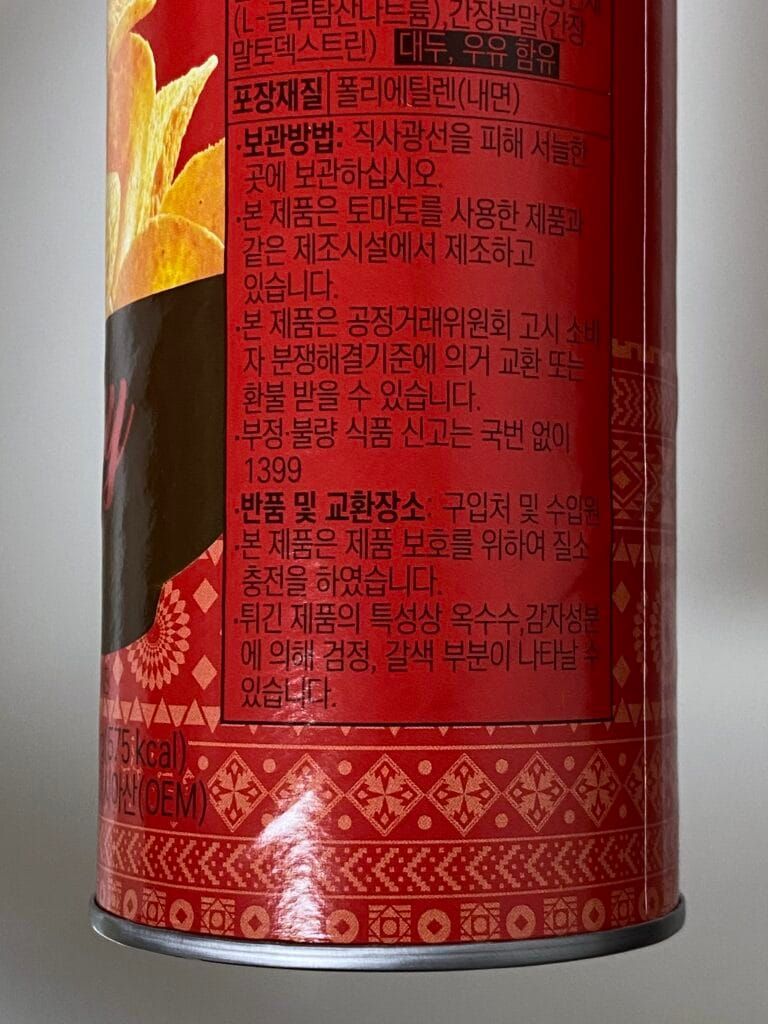 (L-글루탐산나트륨),간장분말(간장
말토덱스트린) 대두, 우유 함유
포장재질 폴리에틸렌(내면)
·보관방법: 직사광선을 피해 서늘한
곳에 보관하십시오.
·본 제품은 토마토를 사용한 제품과
같은 제조시설에서 제조하고
있습니다.
·본 제품은 공정거래위원회 고시 소비
자 분쟁해결기준에 의거 교환 또는
환불 받을 수 있습니다.
·부정·불량 식품 신고는 국번 없이
1399
·반품 및 교환장소: 구입처 및 수입원
·본 제품은 제품 보호를 위하여 질소
충전을 하였습니다.
·튀긴 제품의 특성상 옥수수,감자성분
에 의해 검정, 갈색 부분이 나타날 수
있습니다.
(575 kcal)
아산(OEM)